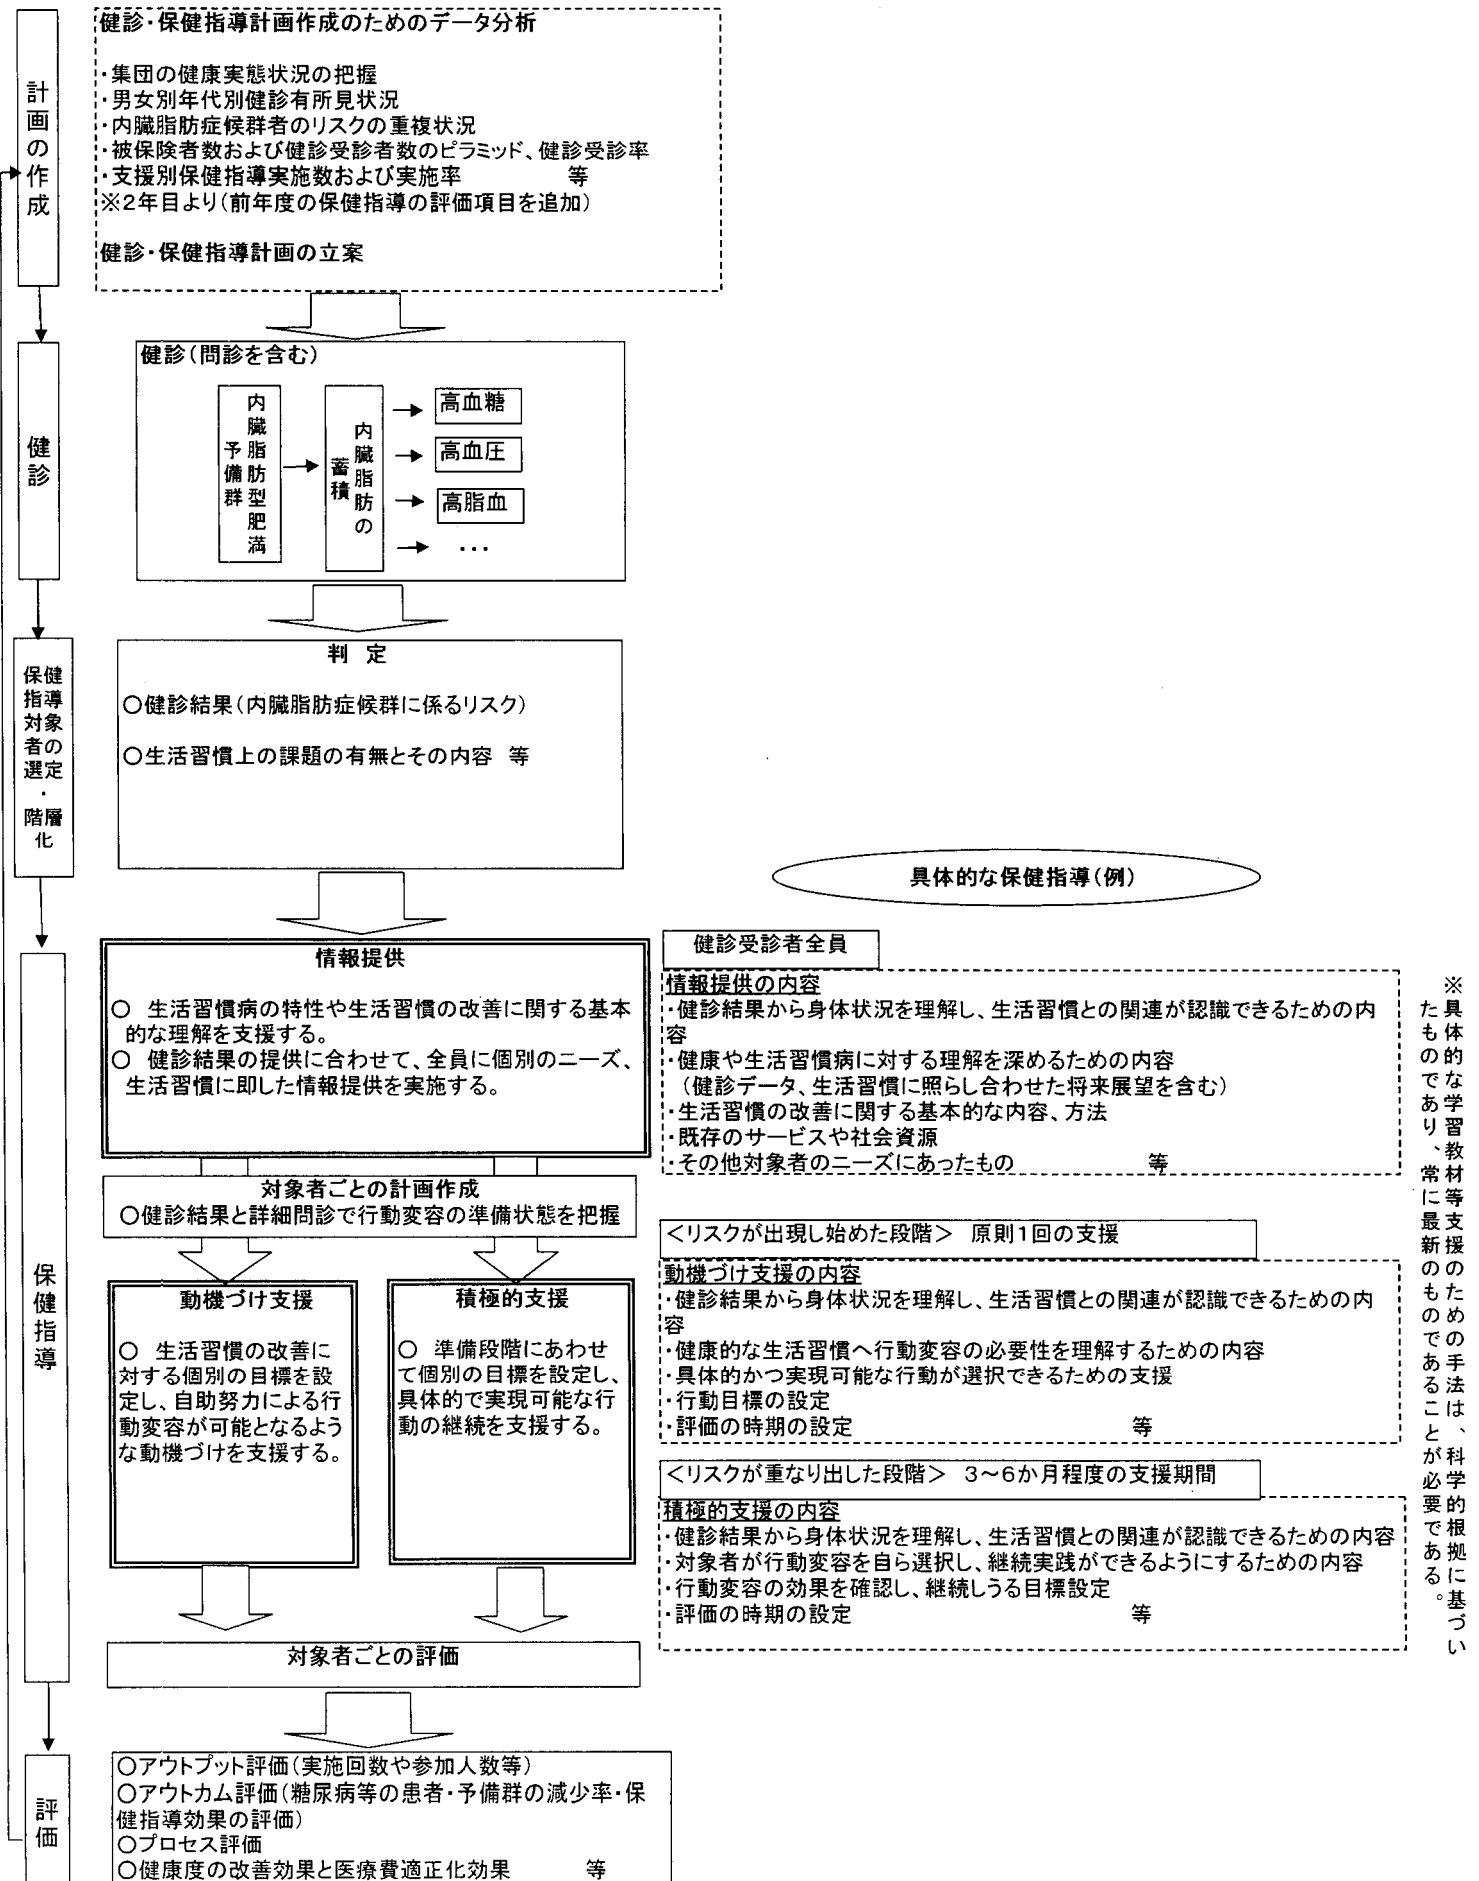 計画の作成
健診・保健指導計画作成のためのデータ分析
・集団の健康実態状況の把握
・男女別年代別健診有所見状況
・内臓脂肪症候群者のリスクの重複状況
・被保険者数および健診受診者数のピラミッド、健診受診率
・支援別保健指導実施数および実施率 等
※2年目より(前年度の保健指導の評価項目を追加)
健診・保健指導計画の立案
健診
健診(問診を含む)
内臓脂肪型肥満
予備群
内臓脂肪の
蓄積
高血糖
高血圧
高脂血
…
保健
指導
対象
者の
選定
・
階層
化
判 定
○健診結果(内臓脂肪症候群に係るリスク)
○生活習慣上の課題の有無とその内容 等
具体的な保健指導(例)
保健指導
情報提供
○ 生活習慣病の特性や生活習慣の改善に関する基本
的な理解を支援する。
○ 健診結果の提供に合わせて、全員に個別のニーズ、
生活習慣に即した情報提供を実施する。
健診受診者全員
情報提供の内容
・健診結果から身体状況を理解し、生活習慣との関連が認識できるための内
容
・健康や生活習慣病に対する理解を深めるための内容
(健診データ、生活習慣に照らし合わせた将来展望を含む)
・生活習慣の改善に関する基本的な内容、方法
・既存のサービスや社会資源
・その他対象者のニーズにあったもの 等
対象者ごとの計画作成
○健診結果と詳細問診で行動変容の準備状態を把握
動機づけ支援
○ 生活習慣の改善に
対する個別の目標を設
定し、自助努力による行
動変容が可能となるよう
な動機づけを支援する。
積極的支援
○ 準備段階にあわせ
て個別の目標を設定し、
具体的で実現可能な行
動の継続を支援する。
<リスクが出現し始めた段階> 原則1回の支援
動機づけ支援の内容
・健診結果から身体状況を理解し、生活習慣との関連が認識できるための内
容
・健康的な生活習慣へ行動変容の必要性を理解するための内容
・具体的かつ実現可能な行動が選択できるための支援
・行動目標の設定
・評価の時期の設定 等
<リスクが重なり出した段階> 3~6か月程度の支援期間
積極的支援の内容
・健診結果から身体状況を理解し、生活習慣との関連が認識できるための内容
・対象者が行動変容を自ら選択し、継続実践ができるようにするための内容
・行動変容の効果を確認し、継続しうる目標設定
・評価の時期の設定 等
※具体的な学習教材等支援のための手法は、科学的根拠に基づい
たものであり、常に最新のものであることが必要である。
対象者ごとの評価
評価
○アウトプット評価(実施回数や参加人数等)
○アウトカム評価(糖尿病等の患者・予備群の減少率・保
健指導効果の評価)
○プロセス評価
○健康度の改善効果と医療費適正化効果 等